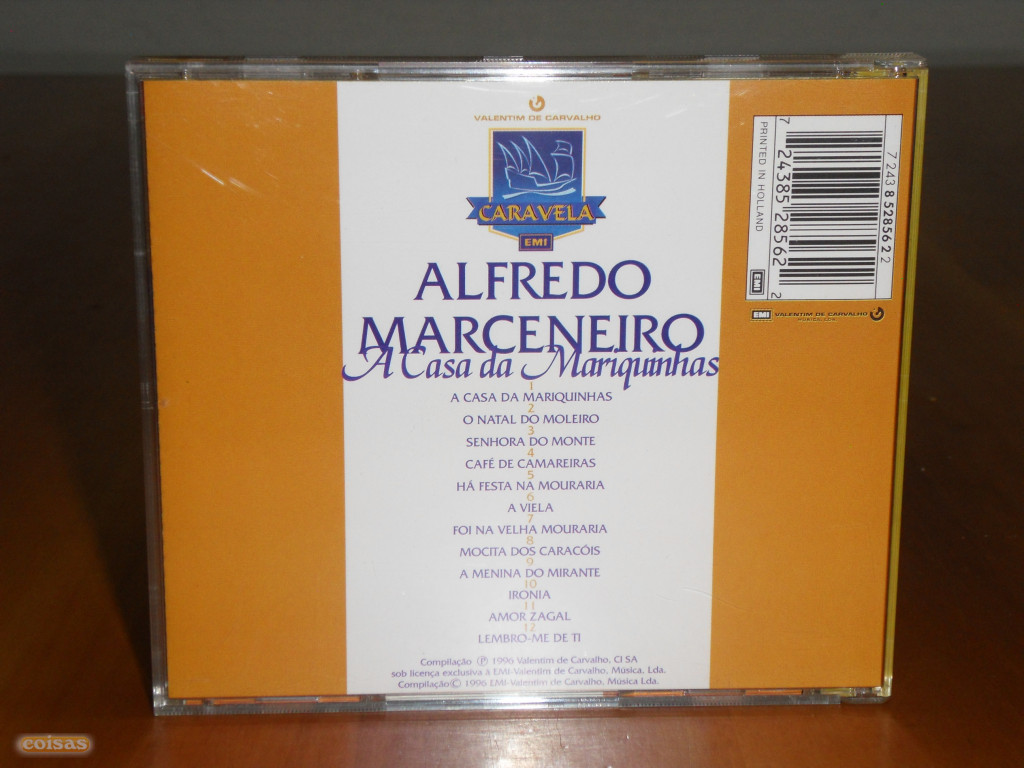 VALENTIM DE CARVALHO
CARAVELA
EMI
ALFREDO
MARCENEIRO
A Casa da Mariquinhas
1
A CASA DA MARIQUINHAS
2
O NATAL DO MOLEIRO
3
SENHORA DO MONTE
4
CAFÉ DE CAMAREIRAS
5
HÁ FESTA NA MOURARIA
6
A VIELA
7
FOI NA VELHA MOURARIA
8
MOCITA DOS CARACÓIS
9
A MENINA DO MIRANTE
10
IRONIA
11
AMOR ZAGAL
12
LEMBRO-ME DE TI
Compilação ℗ 1996 Valentim de Carvalho, CI SA
sob licença exclusiva à EMI-Valentim de Carvalho, Música, Lda.
Compilação © 1996 EMI-Valentim de Carvalho, Música Lda.
7 243 8 52856 2 2
7 24385 28562 2
PRINTED IN HOLLAND
EMI
EMI VALENTIM DE CARVALHO
coisas